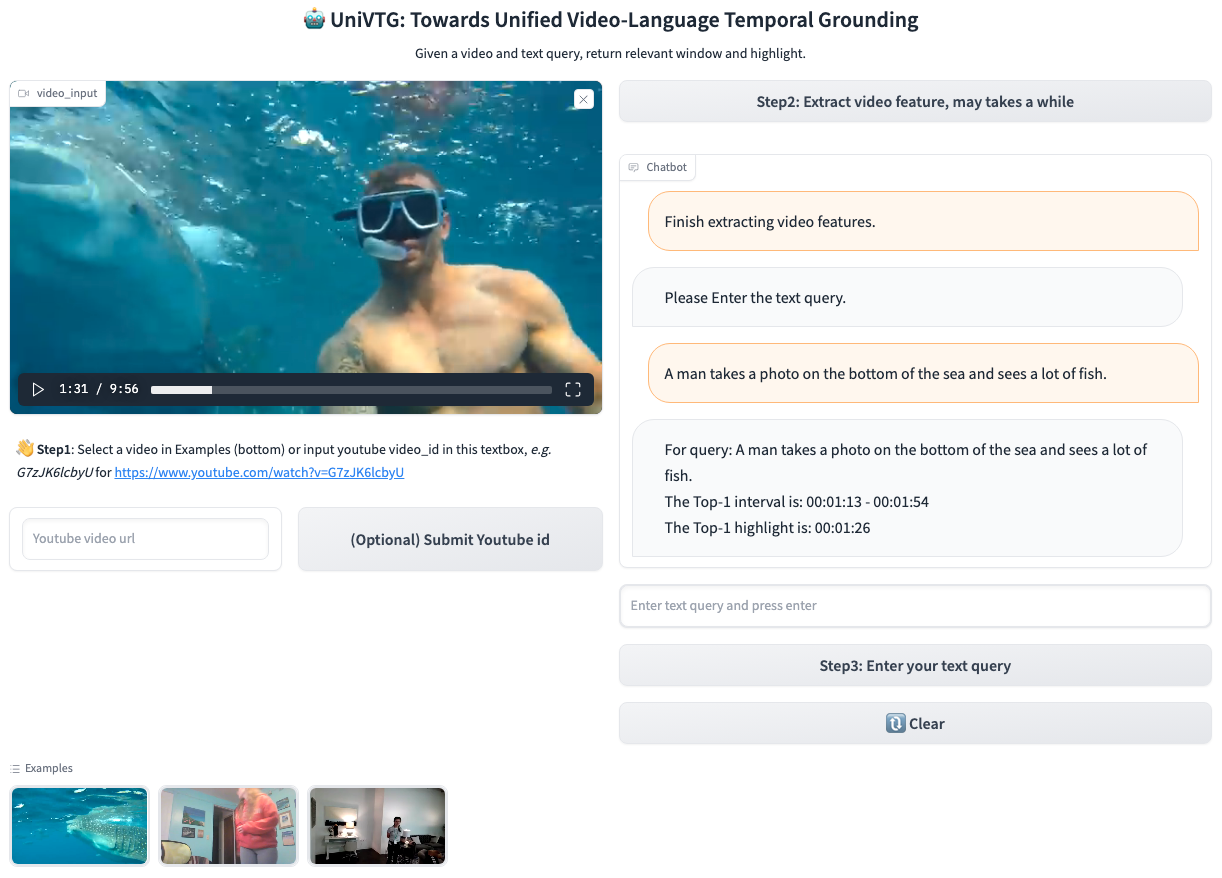 🤖 UniVTG: Towards Unified Video-Language Temporal Grounding
Given a video and text query, return relevant window and highlight.
video_input
1:31 / 9:56
👋 Step1: Select a video in Examples (bottom) or input youtube video_id in this textbox, e.g.
G7zJK6lcbyU for https://www.youtube.com/watch?v=G7zJK6lcbyU
Youtube video url
(Optional) Submit Youtube id
Step2: Extract video feature, may takes a while
Chatbot
Finish extracting video features.
Please Enter the text query.
A man takes a photo on the bottom of the sea and sees a lot of fish.
For query: A man takes a photo on the bottom of the sea and sees a lot of
fish.
The Top-1 interval is: 00:01:13 - 00:01:54
The Top-1 highlight is: 00:01:26
Enter text query and press enter
Step3: Enter your text query
🔃 Clear
Examples